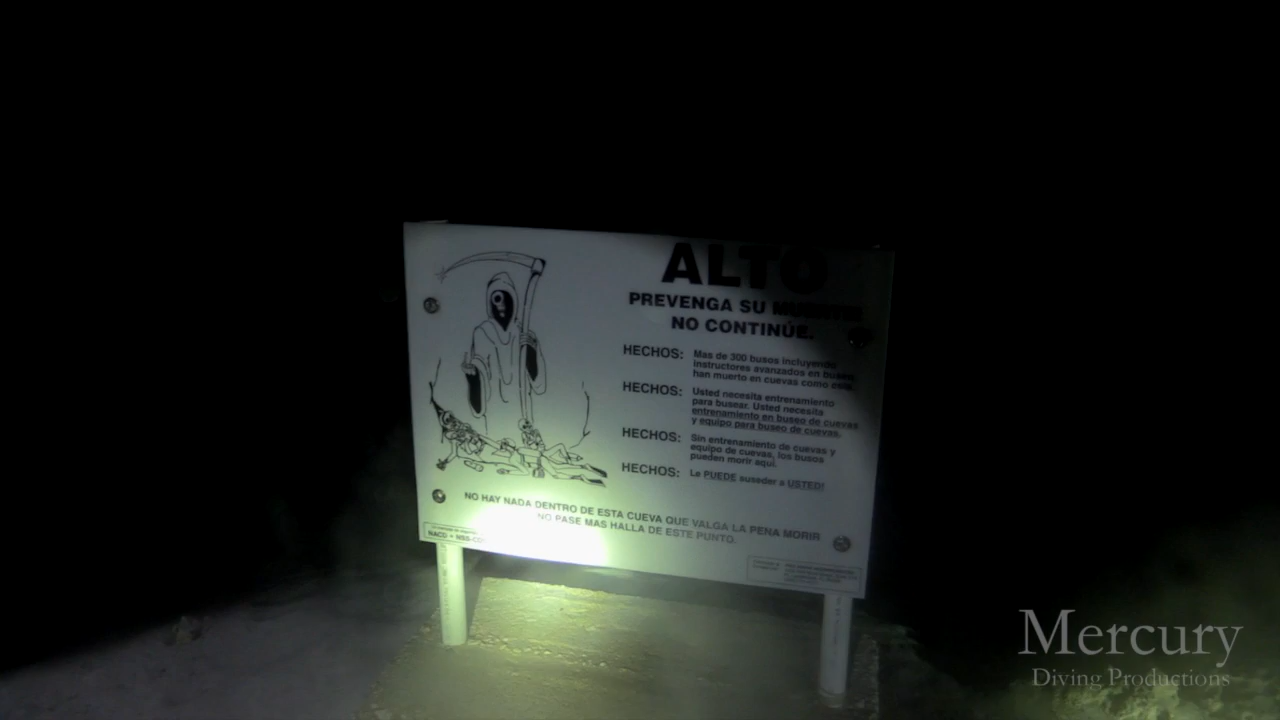 ALTO
PREVENGA SU MUERTE
NO CONTINÚE.
HECHOS: Mas de 300 busos incluyendo
instructores avanzados en buseo,
han muerto en cuevas como esta.
HECHOS: Usted necesita entrenamiento
para busear. Usted necesita
entrenamiento en buseo de cuevas
y equipo para buseo de cuevas.
HECHOS: Sin entrenamiento de cuevas y
equipo de cuevas, los busos
pueden morir aqui.
HECHOS: Le PUEDE suseder a USTED!
NO HAY NADA DENTRO DE ESTA CUEVA QUE VALGA LA PENA MORIR
NO PASE MAS HALLA DE ESTE PUNTO.
NACD
Mercury
Diving Productions